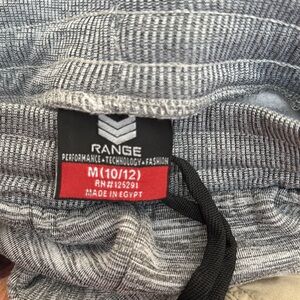 RANGE
PERFORMANCE•TECHNOLOGY•FASHION
M(10/12)
RN#125291
MADE IN EGYPT